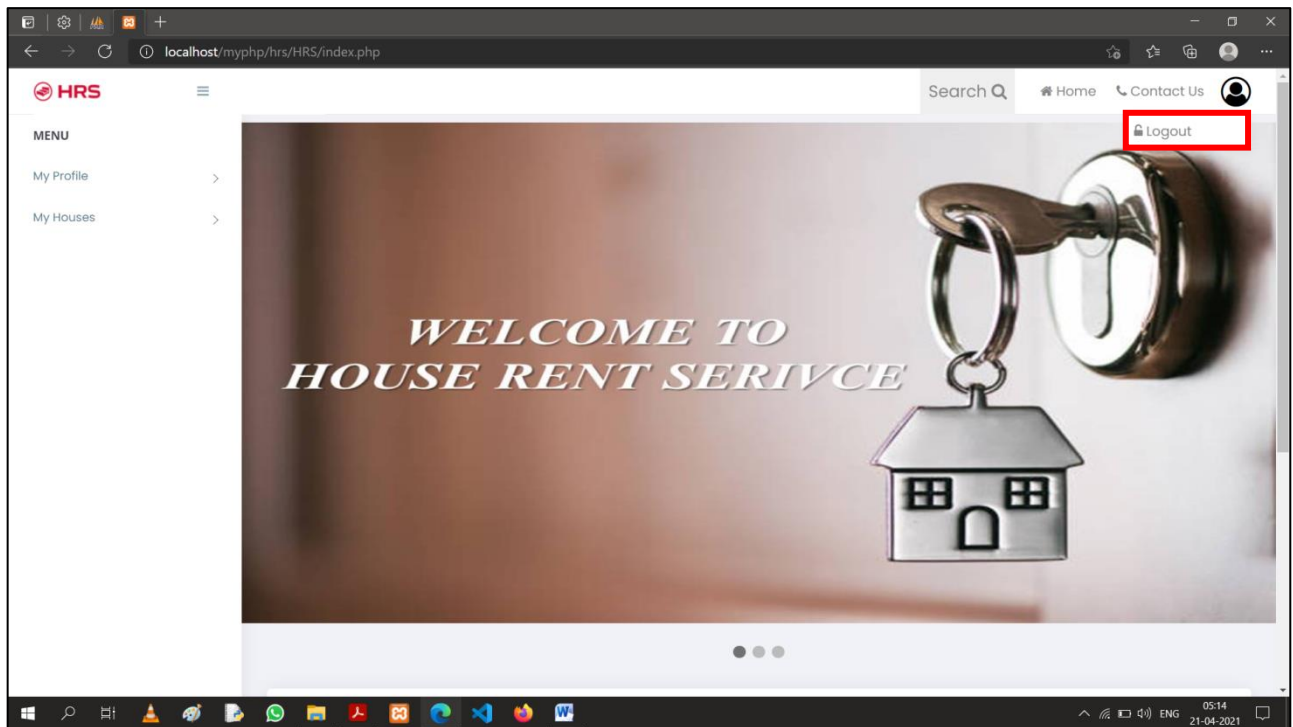 localhost/myphp/hrs/HRS/index.php
HRS
Search
Home
Contact Us
Logout
MENU
My Profile
My Houses
WELCOME TO
HOUSE RENT SERIVCE
ENG
05:14
21-04-2021